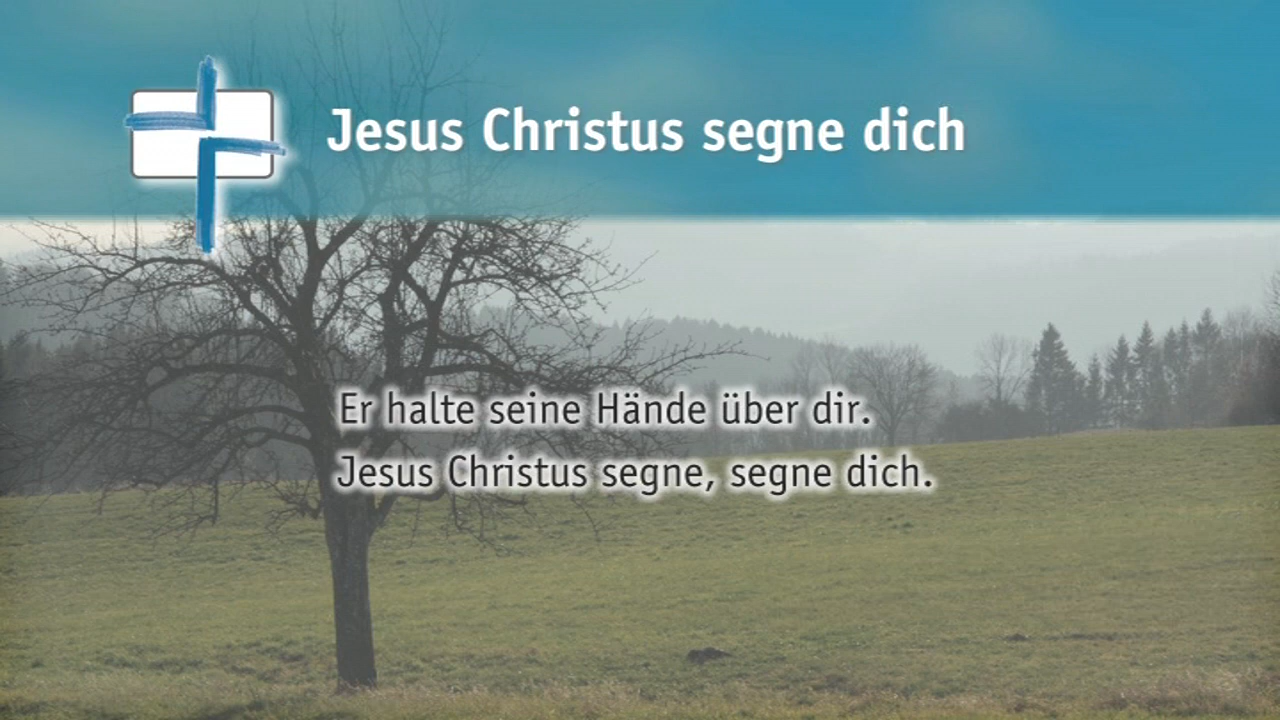 Jesus Christus segne dich
Er halte seine Hände über dir.
Jesus Christus segne, segne dich.